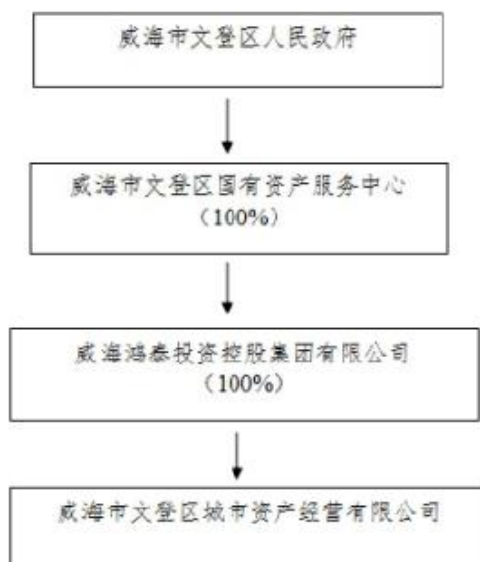 威海市文登区人民政府
威海市文登区国有资产服务中心
（100%）
威海鸿泰投资控股集团有限公司
（100%）
威海市文登区城市资产经营有限公司